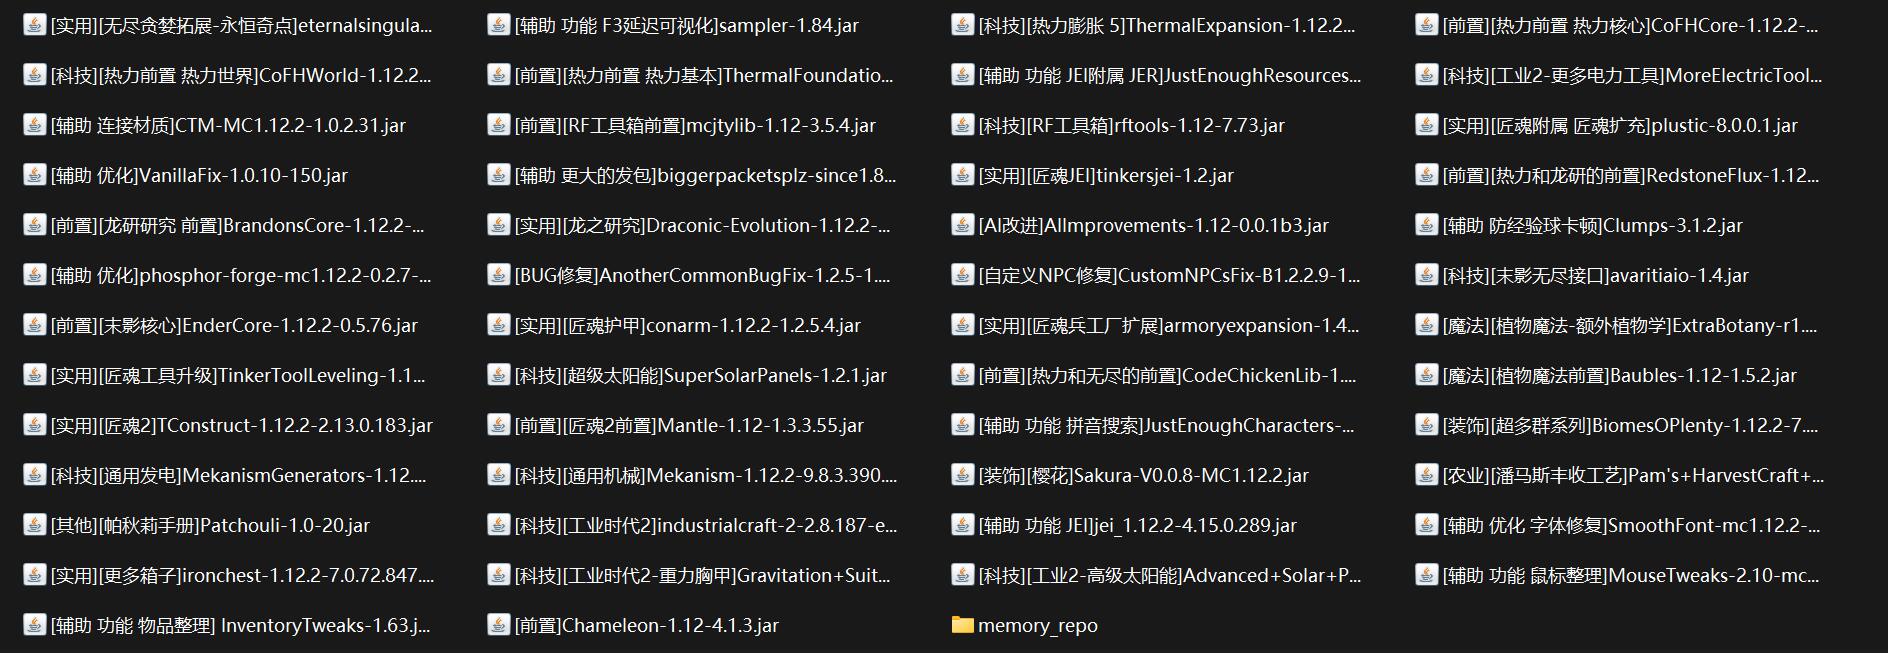 [实用][无尽贪婪拓展-永恒奇点]eternalsingula...
[辅助 功能 F3延迟可视化]sampler-1.84.jar
[科技][热力膨胀 5]ThermalExpansion-1.12.2...
[前置][热力前置 热力核心]CoFHCore-1.12.2-...
[科技][热力前置 热力世界]CoFHWorld-1.12.2...
[前置][热力前置 热力基本]ThermalFoundatio...
[辅助 功能 JEI附属 JER]JustEnoughResources...
[科技][工业2-更多电力工具]MoreElectricTool...
[辅助 连接材质]CTM-MC1.12.2-1.0.2.31.jar
[前置][RF工具箱前置]mcjtylib-1.12-3.5.4.jar
[科技][RF工具箱]rftools-1.12-7.73.jar
[实用][匠魂附属 匠魂扩充]plustic-8.0.0.1.jar
[辅助 优化]VanillaFix-1.0.10-150.jar
[辅助 更大的发包]biggerpacketsplz-since1.8...
[实用][匠魂JEI]tinkersjei-1.2.jar
[前置][热力和龙研的前置]RedstoneFlux-1.12...
[前置][龙研研究 前置]BrandonsCore-1.12.2-...
[实用][龙之研究]Draconic-Evolution-1.12.2-...
[AI改进]AIImprovements-1.12-0.0.1b3.jar
[辅助 防经验球卡顿]Clumps-3.1.2.jar
[辅助 优化]phosphor-forge-mc1.12.2-0.2.7-...
[BUG修复]AnotherCommonBugFix-1.2.5-1....
[自定义NPC修复]CustomNPCsFix-B1.2.2.9-1...
[科技][末影无尽接口]avaritiaio-1.4.jar
[前置][末影核心]EnderCore-1.12.2-0.5.76.jar
[实用][匠魂护甲]conarm-1.12.2-1.2.5.4.jar
[实用][匠魂兵工厂扩展]armoryexpansion-1.4...
[魔法][植物魔法-额外植物学]ExtraBotany-r1....
[实用][匠魂工具升级]TinkerToolLeveling-1.1...
[科技][超级太阳能]SuperSolarPanels-1.2.1.jar
[前置][热力和无尽的前置]CodeChickenLib-1....
[魔法][植物魔法前置]Baubles-1.12-1.5.2.jar
[实用][匠魂2]TConstruct-1.12.2-2.13.0.183.jar
[前置][匠魂2前置]Mantle-1.12-1.3.3.55.jar
[辅助 功能 拼音搜索]JustEnoughCharacters-...
[装饰][超多群系列]BiomesOPlenty-1.12.2-7....
[科技][通用发电]MekanismGenerators-1.12....
[科技][通用机械]Mekanism-1.12.2-9.8.3.390....
[装饰][樱花]Sakura-V0.0.8-MC1.12.2.jar
[农业][潘马斯丰收工艺]Pam's+HarvestCraft+...
[其他][帕秋莉手册]Patchouli-1.0-20.jar
[科技][工业时代2]industrialcraft-2-2.8.187-e...
[辅助 功能 JEI]jei_1.12.2-4.15.0.289.jar
[辅助 优化 字体修复]SmoothFont-mc1.12.2-...
[实用][更多箱子]ironchest-1.12.2-7.0.72.847....
[科技][工业时代2-重力胸甲]Gravitation+Suit...
[科技][工业2-高级太阳能]Advanced+Solar+P...
[辅助 功能 鼠标整理]MouseTweaks-2.10-mc...
[辅助 功能 物品整理] InventoryTweaks-1.63.j...
[前置]Chameleon-1.12-4.1.3.jar
memory_repo